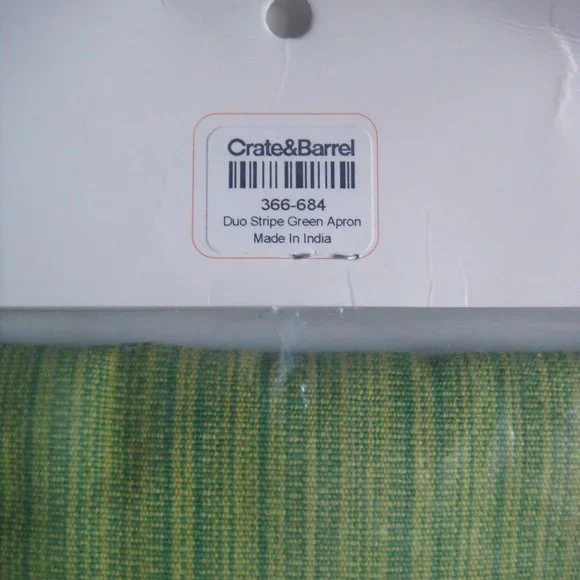 Crate&Barrel
366-684
Duo Stripe Green Apron
Made In India